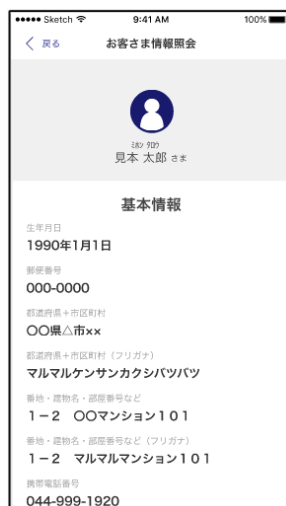 Sketch 9:41 AM 100%
戻る お客さま情報照会
ミホン タロウ
見本 太郎 さま
基本情報
生年月日
1990年1月1日
郵便番号
000-0000
都道府県+市区町村
〇〇県△市××
都道府県+市区町村（フリガナ）
マルマルケンサンカクシバツバツ
番地・建物名・部屋番号など
1−2 〇〇マンション101
番地・建物名・部屋番号など（フリガナ）
1−2 マルマルマンション101
携帯電話番号
044-999-1920